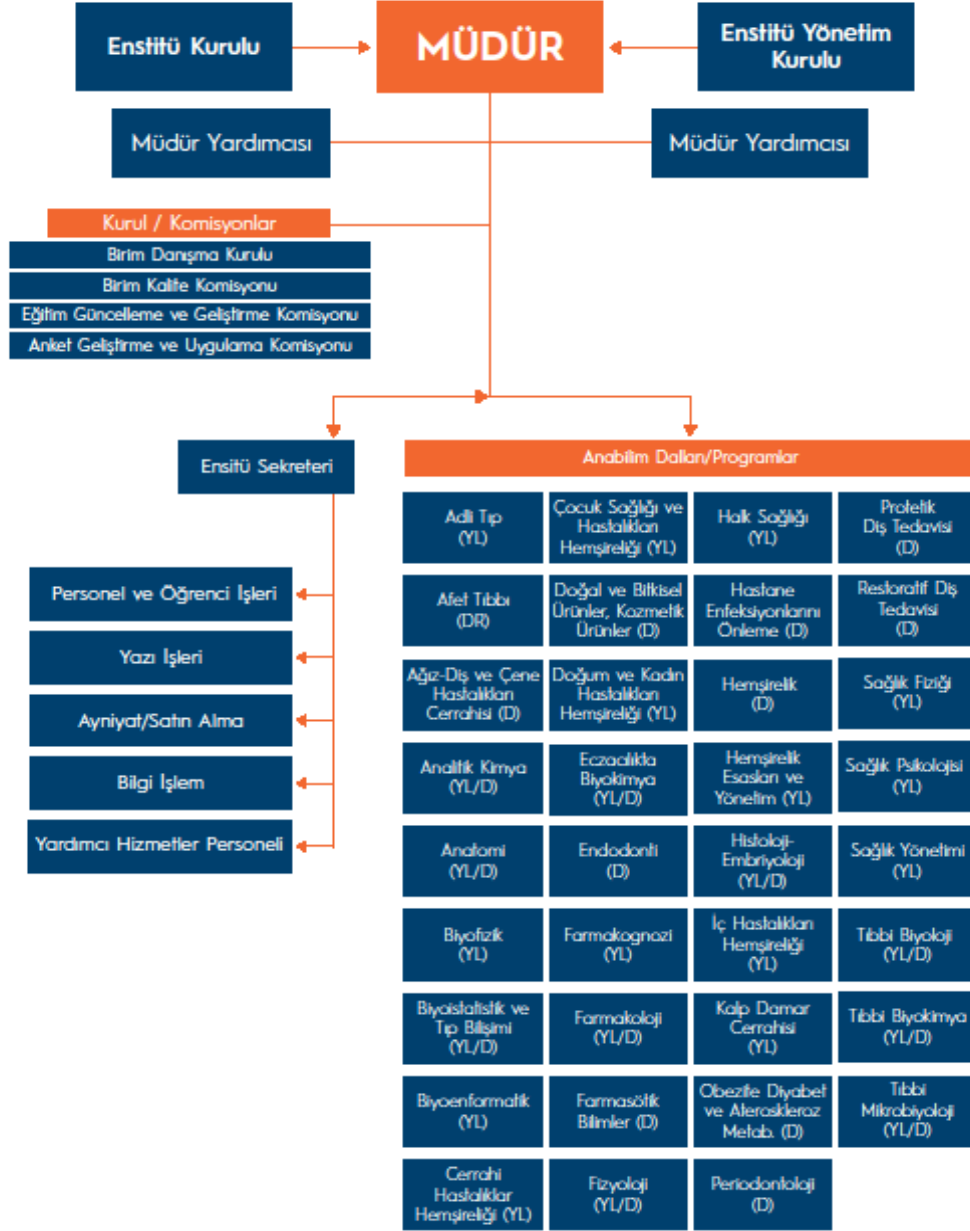 Enstitü Kurulu
MÜDÜR
Enstitü Yönetim
Kurulu
Müdür Yardımcısı
Müdür Yardımcısı
Kurul / Komisyonlar
Birim Danışma Kurulu
Birim Kalite Komisyonu
Eğitim Güncelleme ve Geliştirme Komisyonu
Anket Geliştirme ve Uygulama Komisyonu
Ensitü Sekreteri
Personel ve Öğrenci İşleri
Yazı İşleri
Ayniyat/Satın Alma
Bilgi İşlem
Yardımcı Hizmetler Personeli
Anabilim Dalları/Programlar
Adli Tıp
(YL)
Çocuk Sağlığı ve
Hastalıkları
Hemşireliği (YL)
Halk Sağlığı
(YL)
Protetik
Diş Tedavisi
(D)
Afet Tıbbı
(DR)
Doğal ve Bitkisel
Ürünler, Kozmetik
Ürünler (D)
Hastane
Enfeksiyonlarını
Önleme (D)
Restoratif Diş
Tedavisi
(D)
Ağız-Diş ve Çene
Hastalıkları
Cerrahisi (D)
Doğum ve Kadın
Hastalıkları
Hemşireliği (YL)
Hemşirelik
(D)
Sağlık Fiziği
(YL)
Analitik Kimya
(YL/D)
Eczacılıkta
Biyokimya
(YL/D)
Hemşirelik
Esasları ve
Yönetim (YL)
Sağlık Psikolojisi
(YL)
Anatomi
(YL/D)
Endodonti
(D)
Histoloji-
Embriyoloji
(YL/D)
Sağlık Yönetimi
(YL)
Biyofizik
(YL)
Farmakognozi
(YL)
İç Hastalıkları
Hemşireliği
(YL)
Tıbbi Biyoloji
(YL/D)
Biyoistatistik ve
Tıp Bilişimi
(YL/D)
Farmakoloji
(YL/D)
Kalp Damar
Cerrahisi
(YL)
Tıbbi Biyokimya
(YL/D)
Biyoenformatik
(YL)
Farmasötik
Bilimler (D)
Obezite Diyabet
ve Ateroskleroz
Metab. (D)
Tıbbi
Mikrobiyoloji
(YL/D)
Cerrahi
Hastalıklar
Hemşireliği (YL)
Fizyoloji
(YL/D)
Periodontoloji
(D)